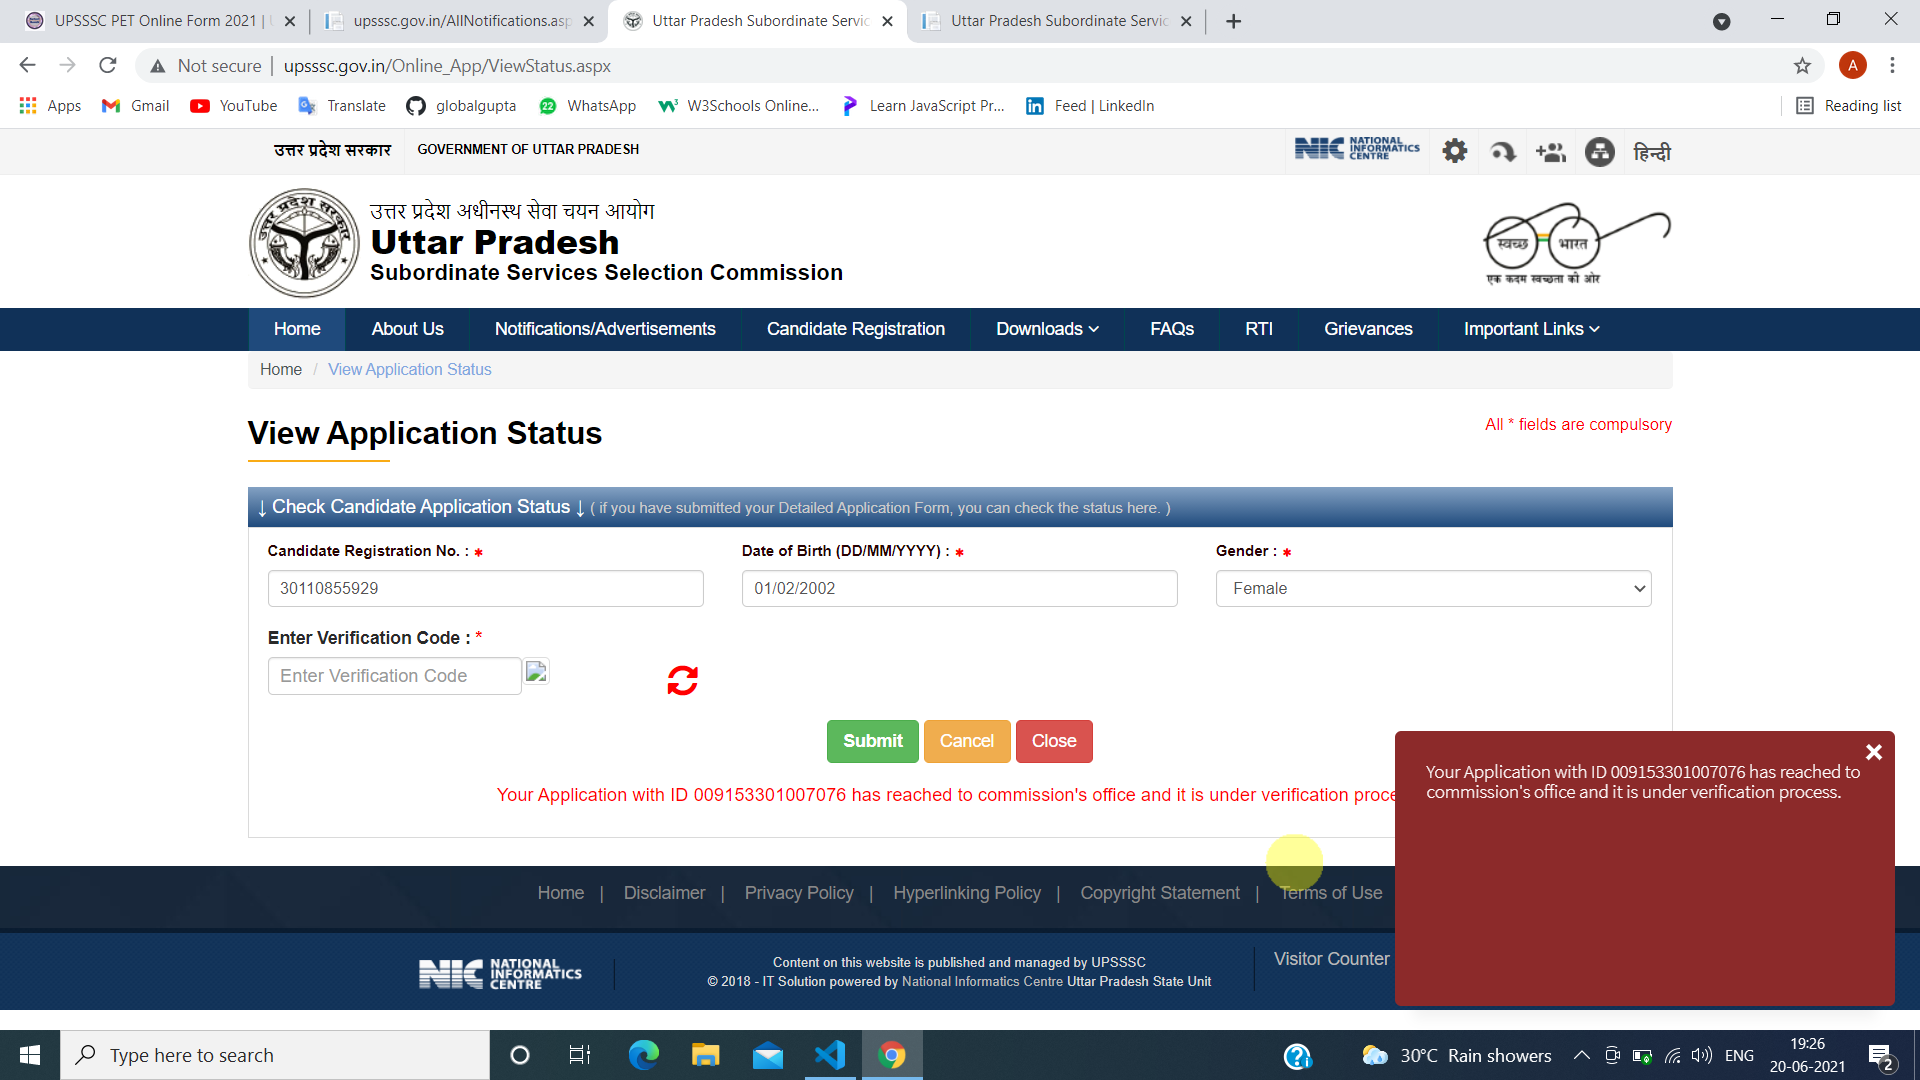 UPSSSC PET Online Form 2021 |
upsssc.gov.in/AllNotifications.asp
Uttar Pradesh Subordinate Servic
Uttar Pradesh Subordinate Servic
Not secure | upsssc.gov.in/Online_App/ViewStatus.aspx
A
Apps
Gmail
YouTube
Translate
globalgupta
22
WhatsApp
W3Schools Online...
Learn JavaScript Pr...
Feed | LinkedIn
Reading list
उत्तर प्रदेश सरकार
GOVERNMENT OF UTTAR PRADESH
NIC NATIONAL INFORMATICS CENTRE
हिन्दी
उत्तर प्रदेश अधीनस्थ सेवा चयन आयोग
Uttar Pradesh
Subordinate Services Selection Commission
स्वच्छ भारत
एक कदम स्वच्छता की ओर
Home
About Us
Notifications/Advertisements
Candidate Registration
Downloads
FAQs
RTI
Grievances
Important Links
Home / View Application Status
View Application Status
All * fields are compulsory
↓ Check Candidate Application Status ↓ ( if you have submitted your Detailed Application Form, you can check the status here. )
Candidate Registration No. : *
Date of Birth (DD/MM/YYYY) : *
Gender : *
30110855929
01/02/2002
Female
Enter Verification Code : *
Enter Verification Code
Submit
Cancel
Close
Your Application with ID 009153301007076 has reached to commission's office and it is under verification proce
Your Application with ID 009153301007076 has reached to
commission's office and it is under verification process.
Home | Disclaimer | Privacy Policy | Hyperlinking Policy | Copyright Statement | Terms of Use
NIC NATIONAL INFORMATICS CENTRE
Content on this website is published and managed by UPSSSC
© 2018 - IT Solution powered by National Informatics Centre Uttar Pradesh State Unit
Visitor Counter
Type here to search
30°C Rain showers
ENG
19:26
20-06-2021
2